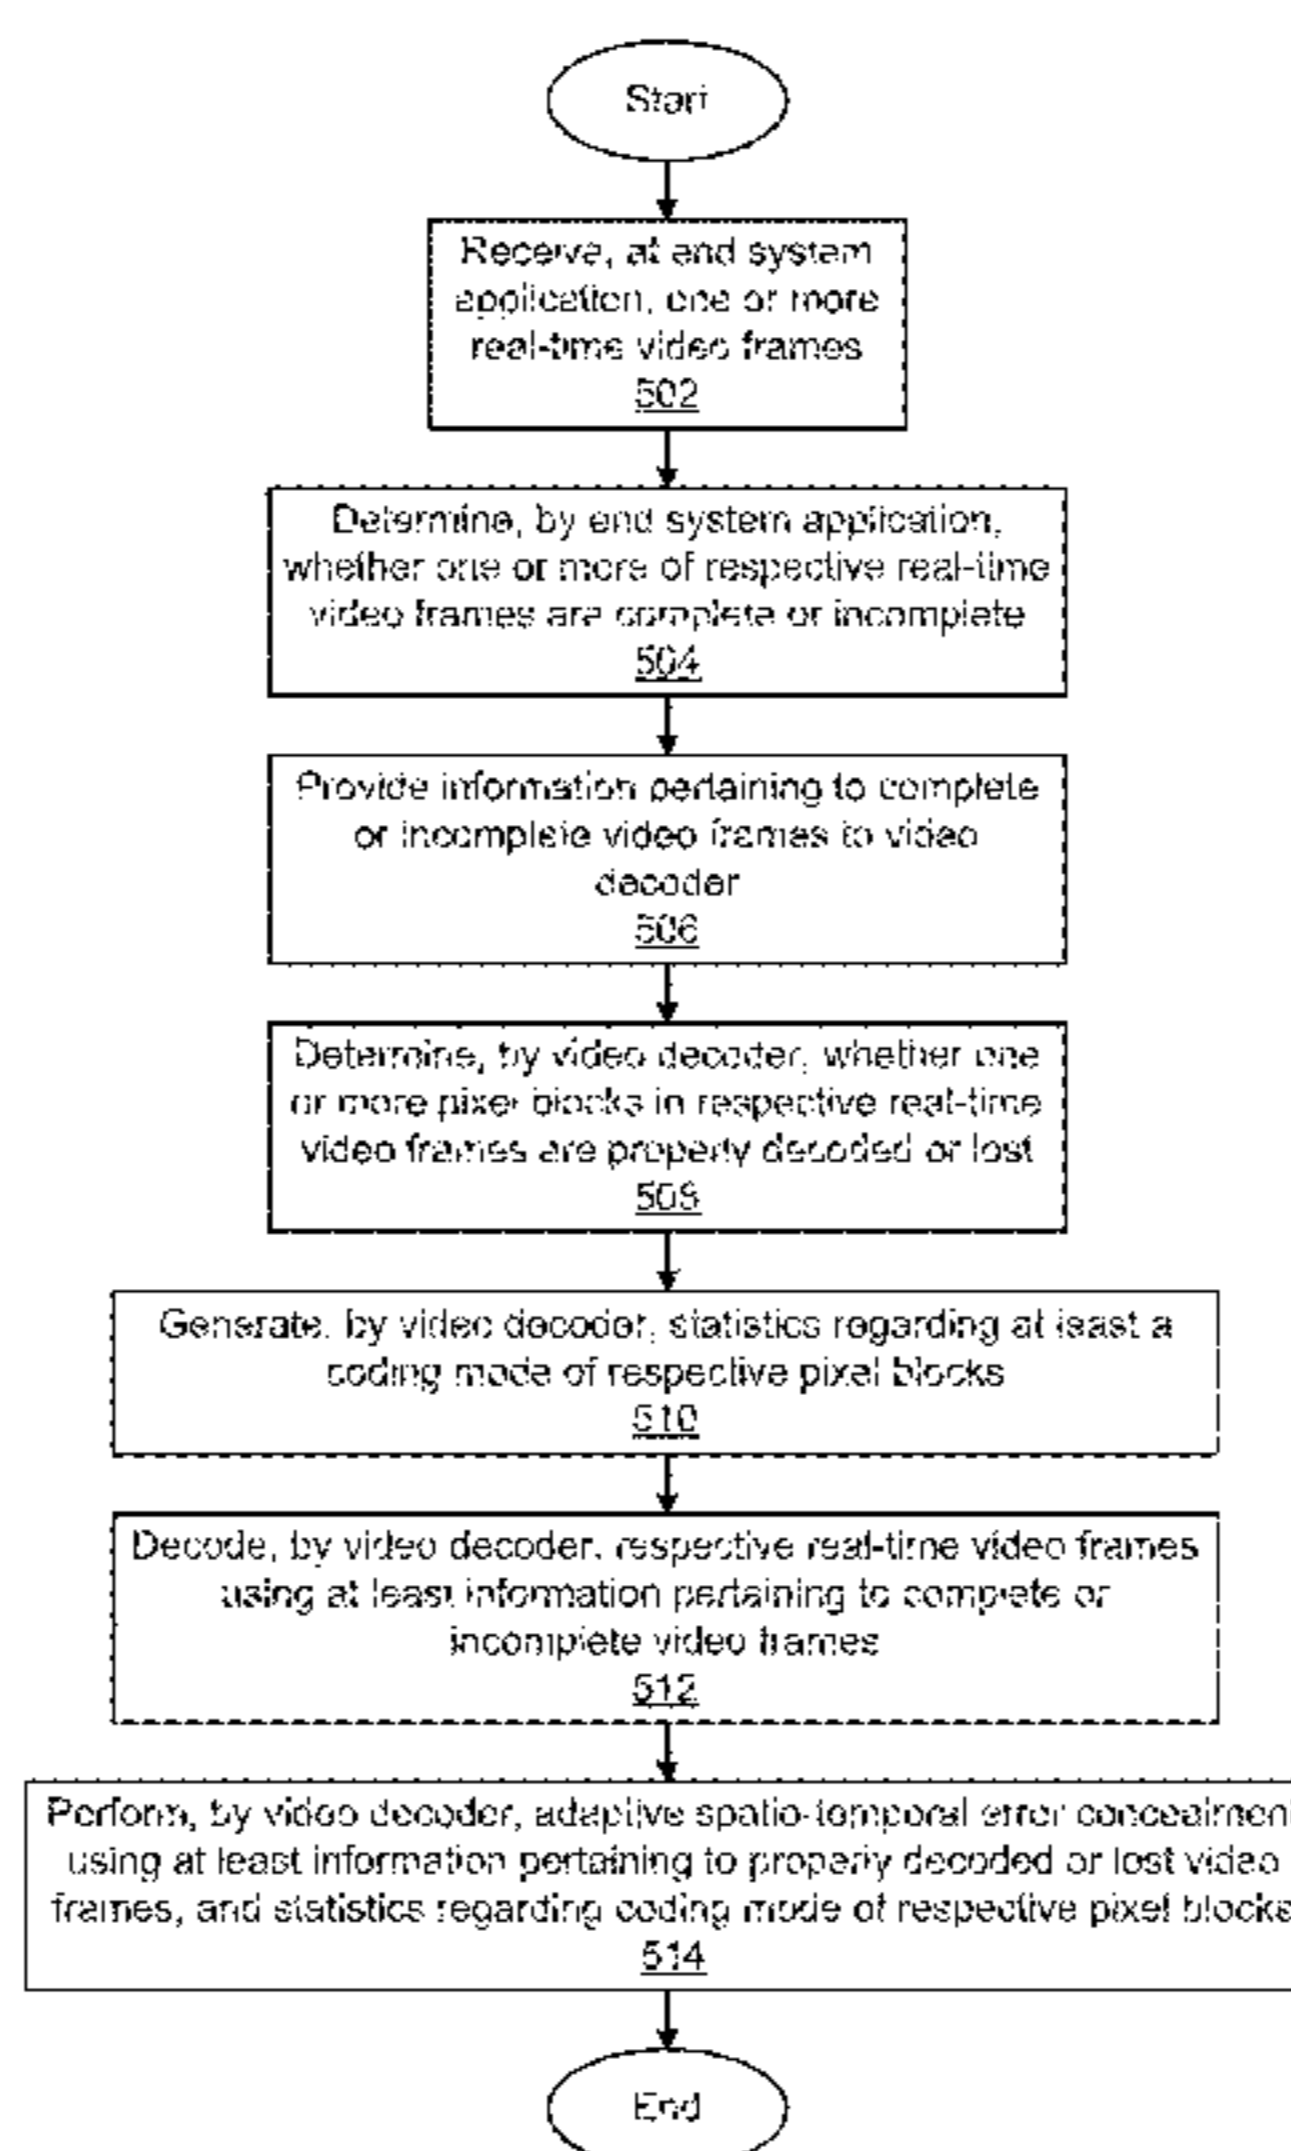 Start
Receive, at end system
application, one or more
real-time video frames
502
Determine, by end system application,
whether one or more of respective real-time
video frames are complete or incomplete
504
Provide information pertaining to complete
or incomplete video frames to video
decoder
506
Determine, by video decoder, whether one
or more pixel blocks in respective real-time
video frames are properly decoded or lost
508
Generate, by video decoder, statistics regarding at least a
coding mode of respective pixel blocks
510
Decode, by video decoder, respective real-time video frames
using at least information pertaining to complete or
incomplete video frames
512
Perform, by video decoder, adaptive spatio-temporal error concealment
using at least information pertaining to properly decoded or lost video
frames, and statistics regarding coding mode of respective pixel blocks
514
End